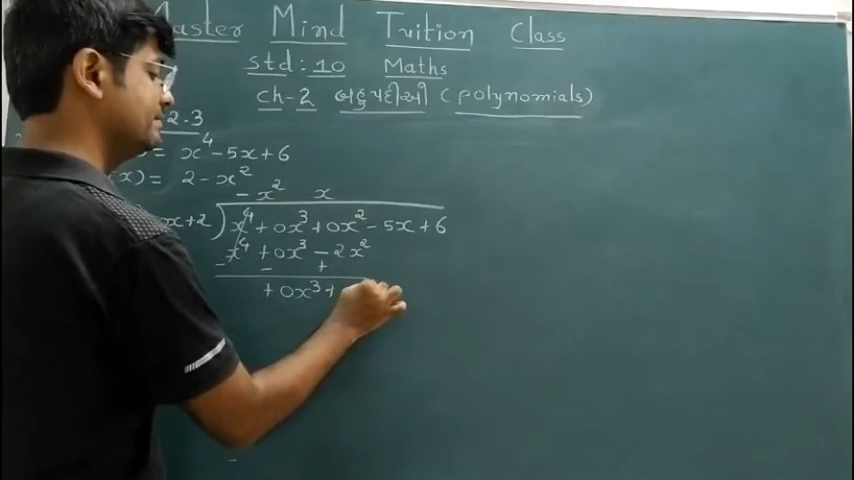 Master Mind Tuition Class
std: 10 Maths
ch-2 બહુપદીઓ (polynomials)
2.3
= x⁴ - 5x + 6
(x) = 2 - x²
- x² x
x + 2 ) x⁴ + 0x³ + 0x² - 5x + 6
x⁴ + 0x³ - 2x²
- - +
+ 0x³ +